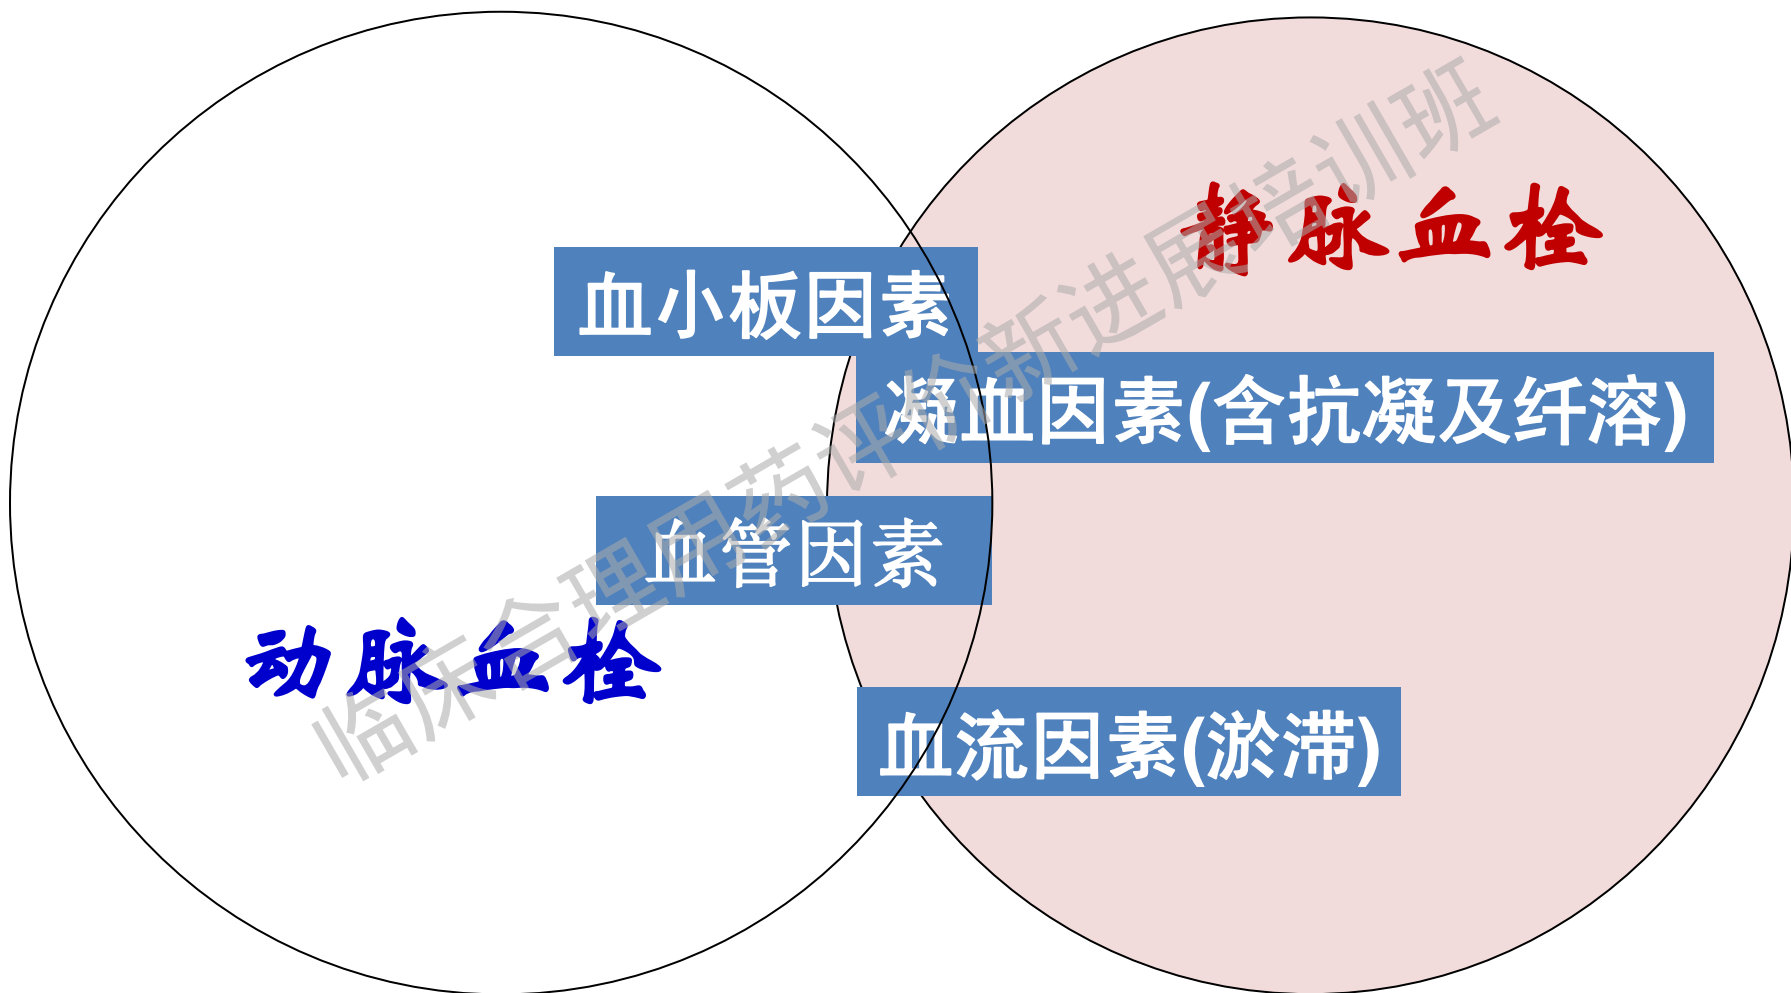 静脉血栓
血小板因素
凝血因素(含抗凝及纤溶)
血管因素
动脉血栓
血流因素(淤滞)
临床合理用药评价新进展培训班